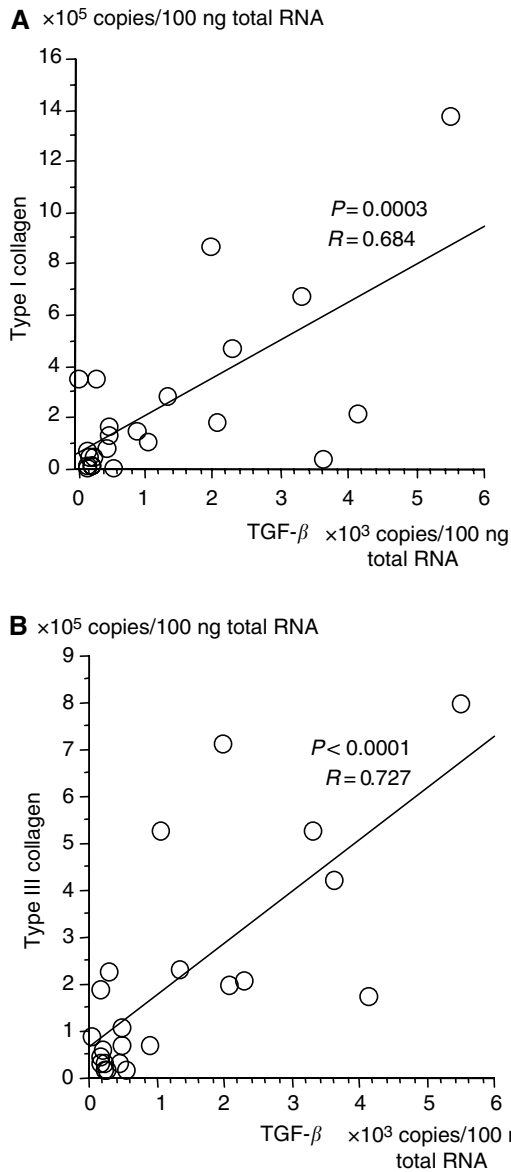 A ×10⁵ copies/100 ng total RNA
16
14
12
10
8
6
4
2
0
Type I collagen
P= 0.0003
R= 0.684
0 1 2 3 4 5 6
TGF-β ×10³ copies/100 ng
total RNA
B ×10⁵ copies/100 ng total RNA
9
8
7
6
5
4
3
2
1
0
Type III collagen
P< 0.0001
R= 0.727
0 1 2 3 4 5 6
TGF-β ×10³ copies/100 n
total RNA